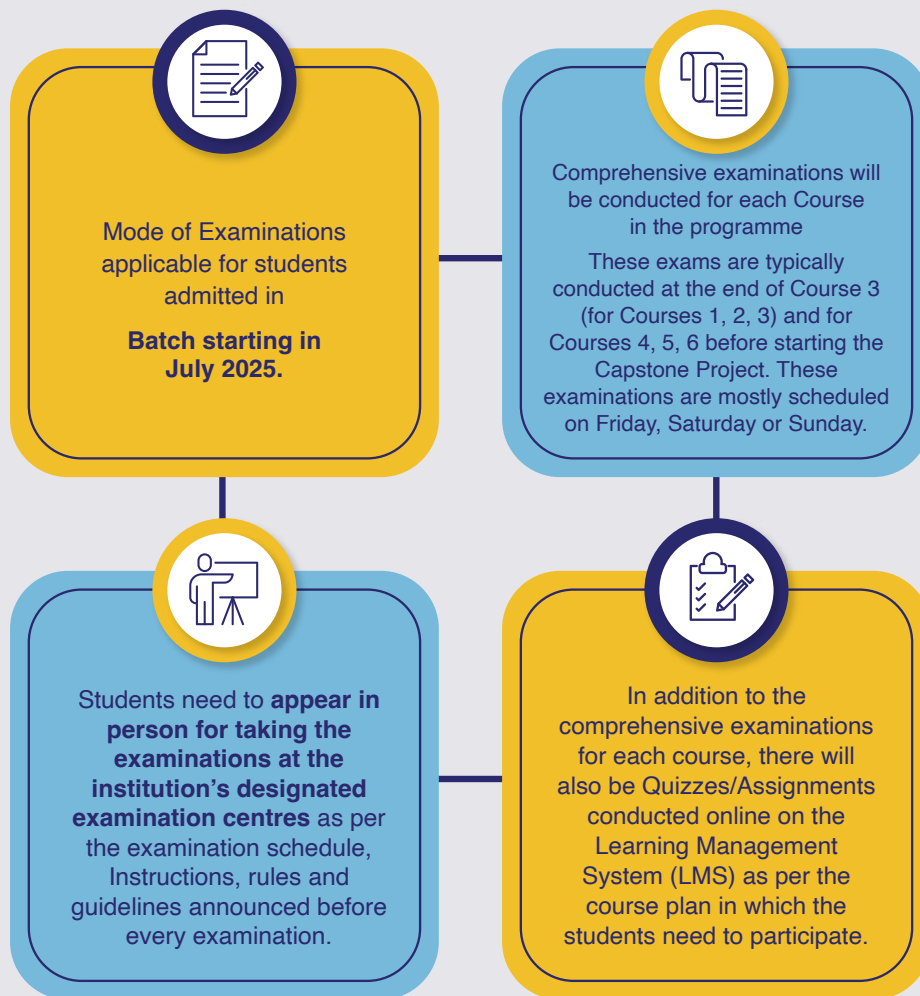 Mode of Examinations
applicable for students
admitted in
Batch starting in
July 2025.
Comprehensive examinations will
be conducted for each Course
in the programme
These exams are typically
conducted at the end of Course 3
(for Courses 1, 2, 3) and for
Courses 4, 5, 6 before starting the
Capstone Project. These
examinations are mostly scheduled
on Friday, Saturday or Sunday.
Students need to appear in
person for taking the
examinations at the
institution’s designated
examination centres as per
the examination schedule,
Instructions, rules and
guidelines announced before
every examination.
In addition to the
comprehensive examinations
for each course, there will
also be Quizzes/Assignments
conducted online on the
Learning Management
System (LMS) as per the
course plan in which the
students need to participate.